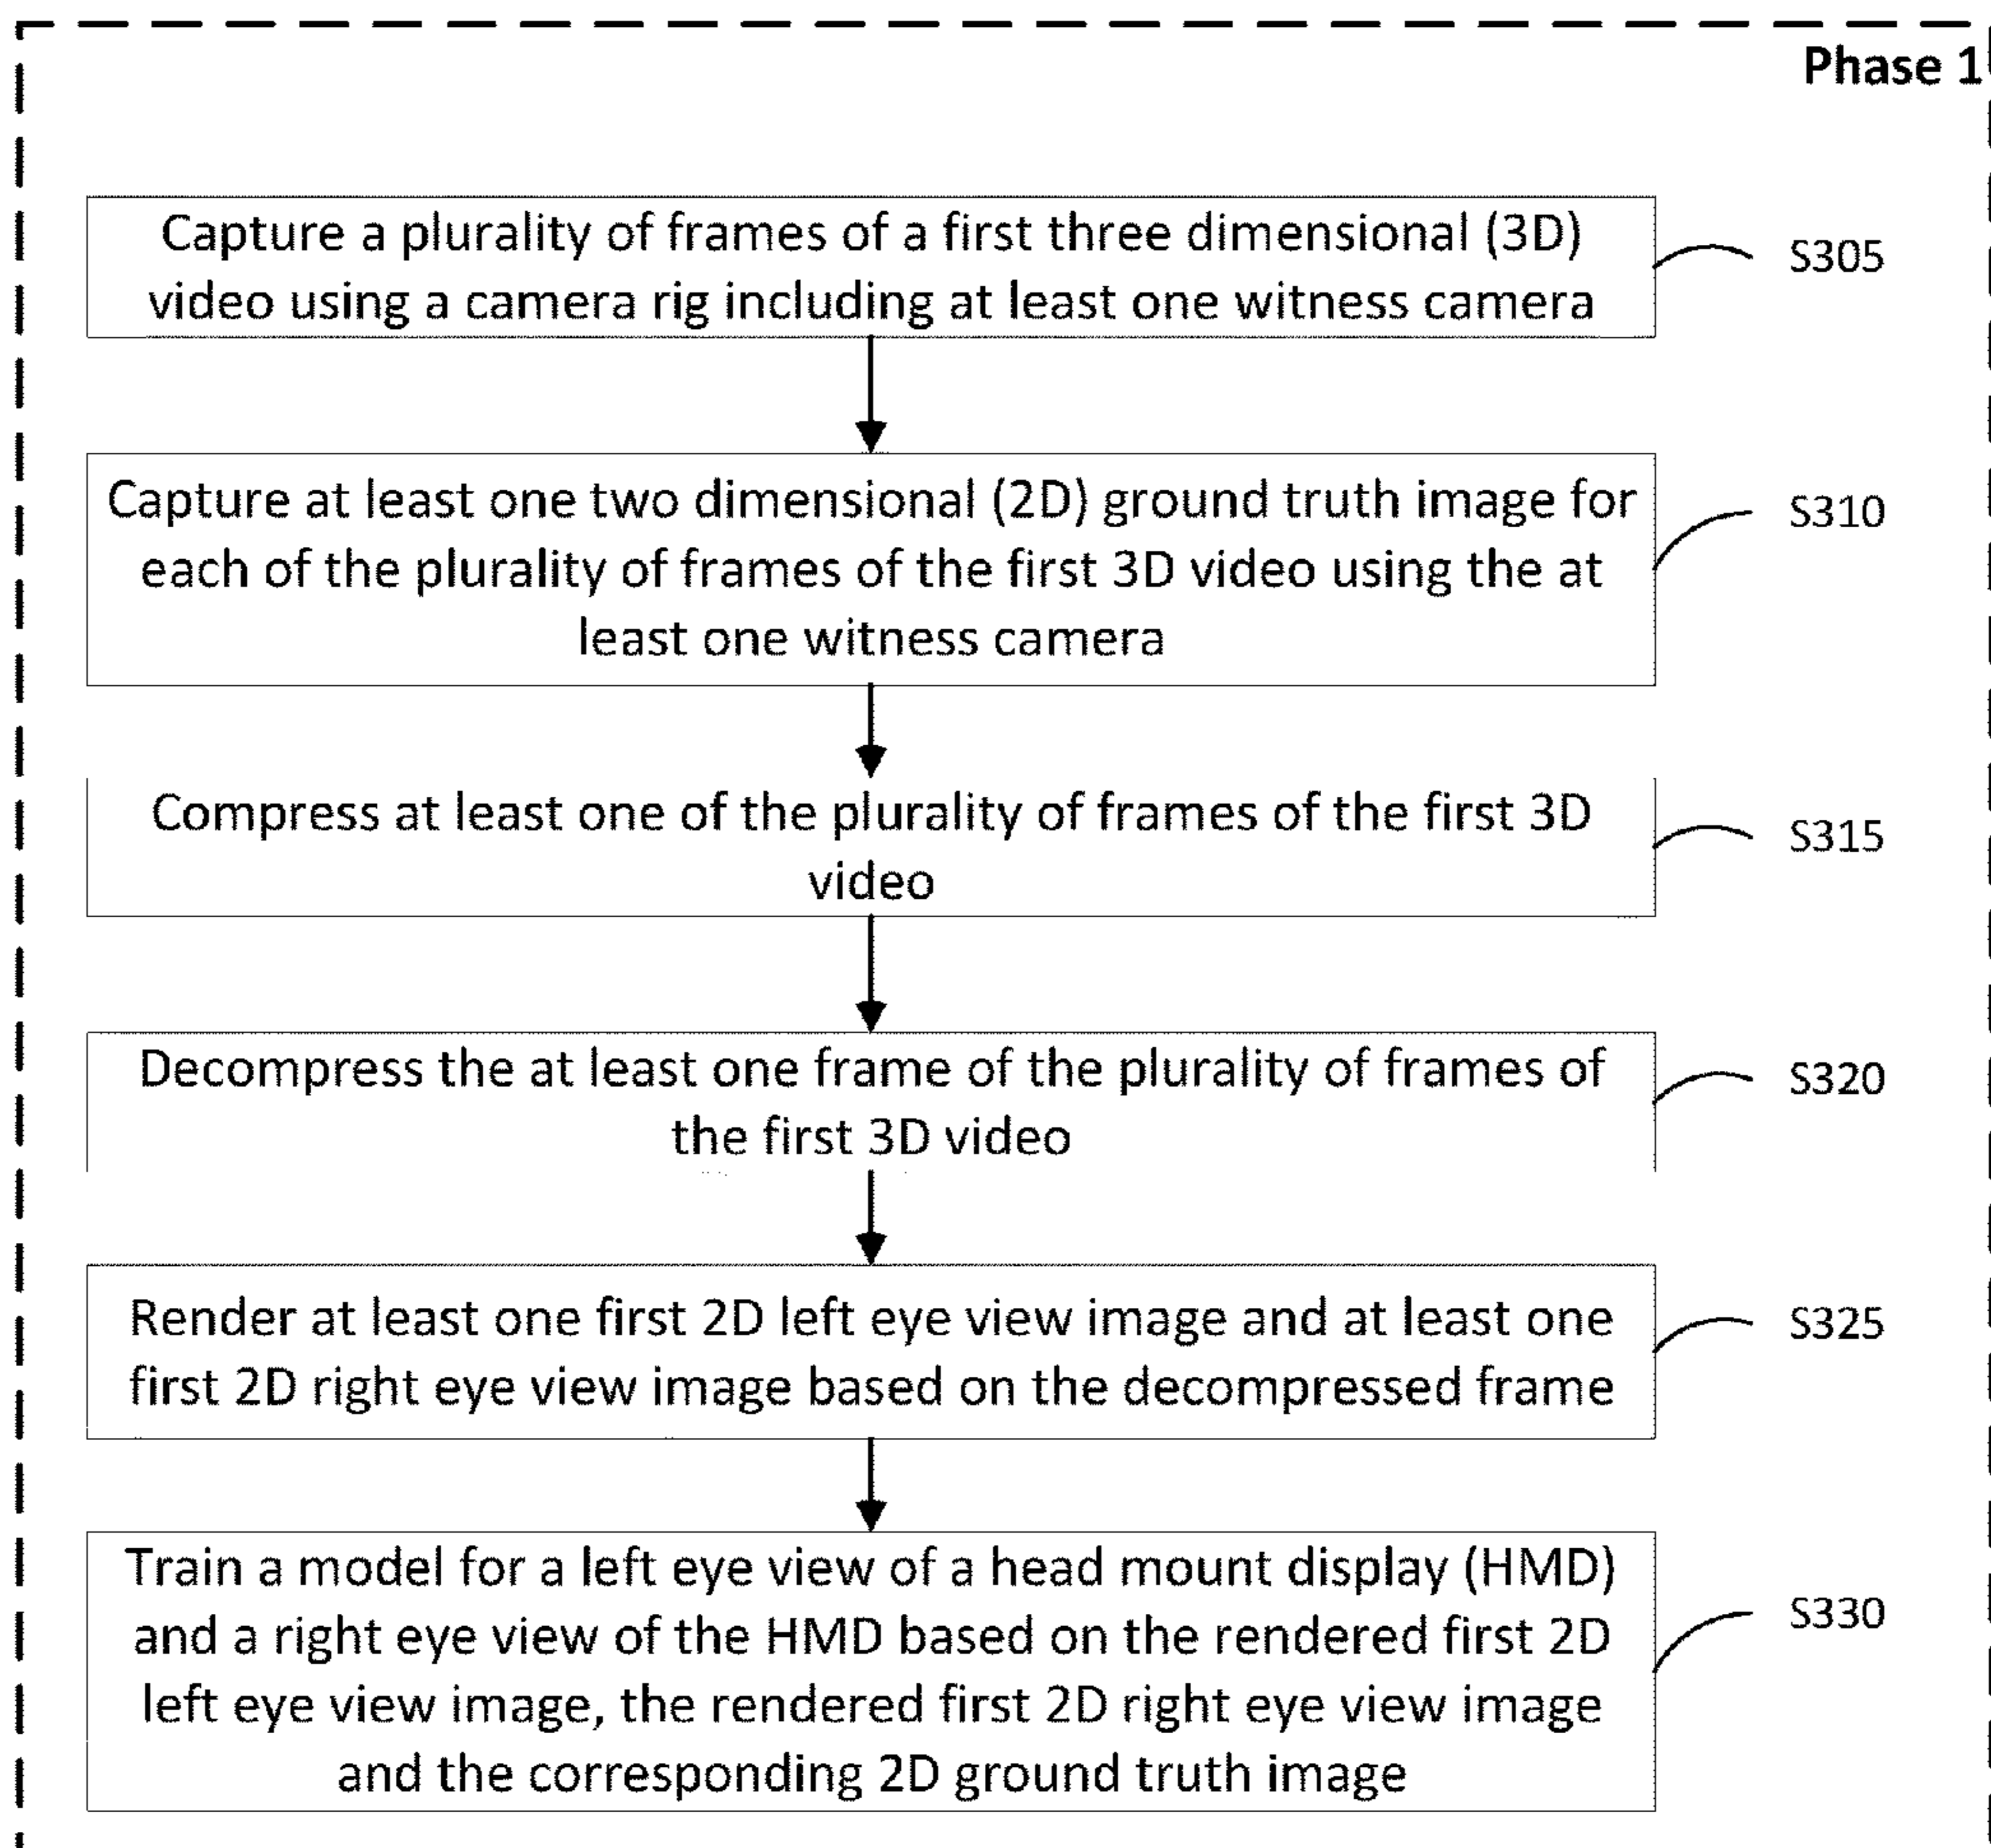 Phase 1
Capture a plurality of frames of a first three dimensional (3D)
video using a camera rig including at least one witness camera
S305
Capture at least one two dimensional (2D) ground truth image for
each of the plurality of frames of the first 3D video using the at
least one witness camera
S310
Compress at least one of the plurality of frames of the first 3D
video
S315
Decompress the at least one frame of the plurality of frames of
the first 3D video
S320
Render at least one first 2D left eye view image and at least one
first 2D right eye view image based on the decompressed frame
S325
Train a model for a left eye view of a head mount display (HMD)
and a right eye view of the HMD based on the rendered first 2D
left eye view image, the rendered first 2D right eye view image
and the corresponding 2D ground truth image
S330